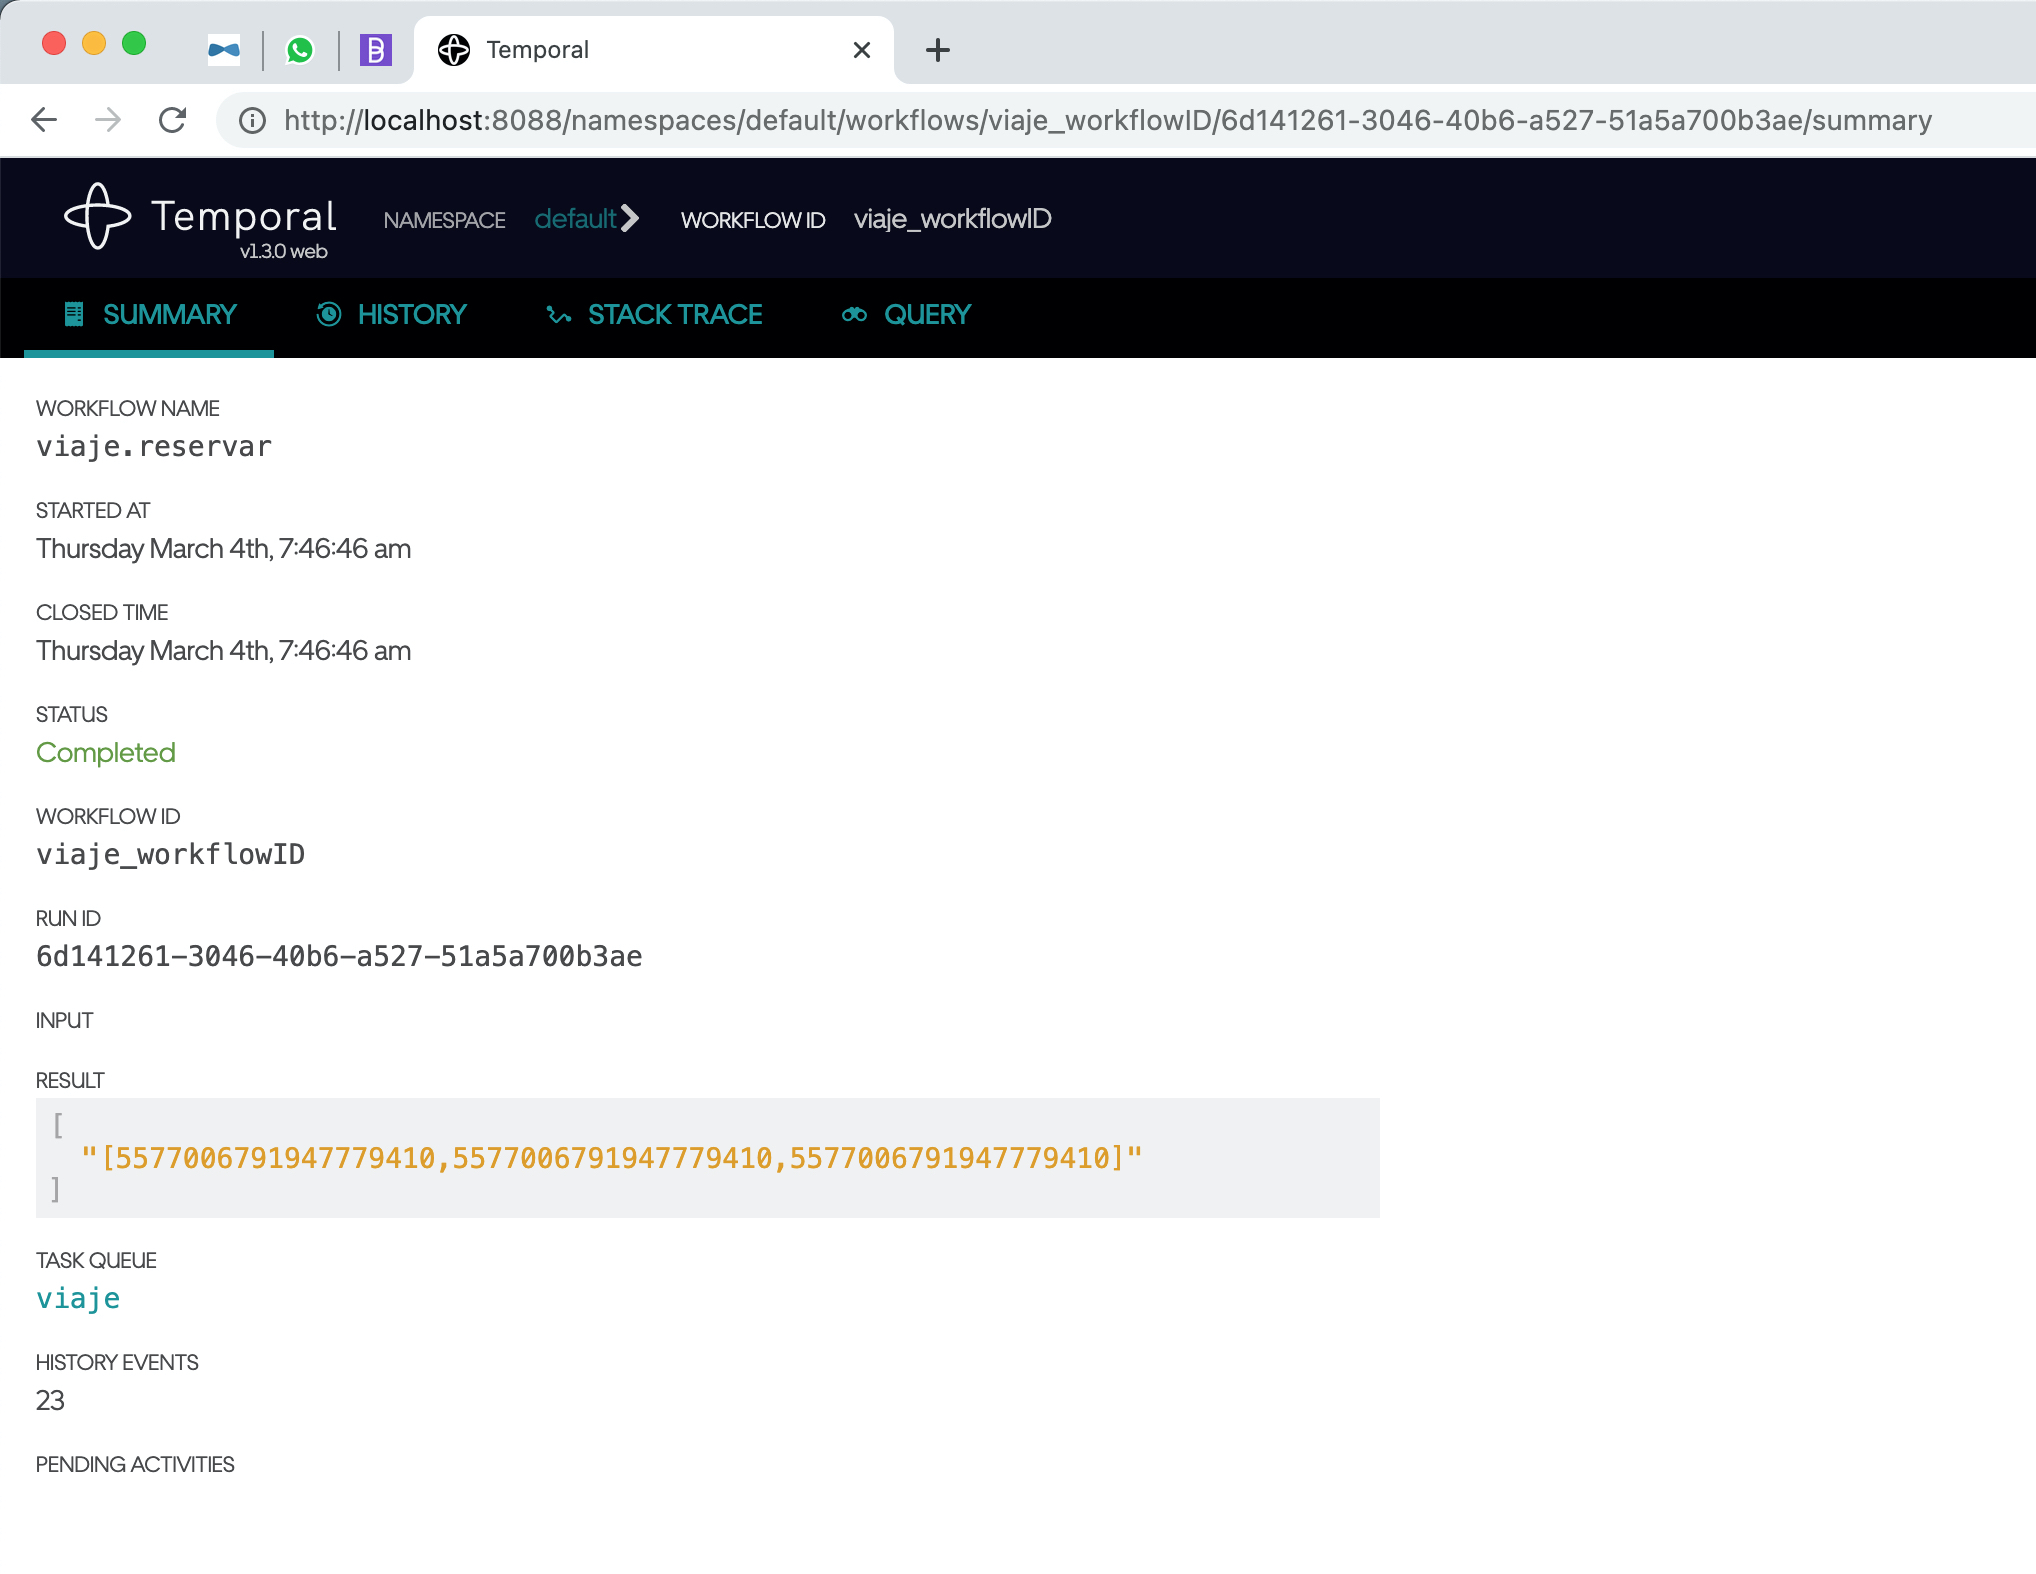 Temporal
http://localhost:8088/namespaces/default/workflows/viaje_workflowID/6d141261-3046-40b6-a527-51a5a700b3ae/summary
Temporal
v1.3.0 web
NAMESPACE default WORKFLOW ID viaje_workflowID
SUMMARY HISTORY STACK TRACE QUERY
WORKFLOW NAME
viaje.reservar
STARTED AT
Thursday March 4th, 7:46:46 am
CLOSED TIME
Thursday March 4th, 7:46:46 am
STATUS
Completed
WORKFLOW ID
viaje_workflowID
RUN ID
6d141261-3046-40b6-a527-51a5a700b3ae
INPUT
RESULT
[
"[5577006791947779410,5577006791947779410,5577006791947779410]"
]
TASK QUEUE
viaje
HISTORY EVENTS
23
PENDING ACTIVITIES